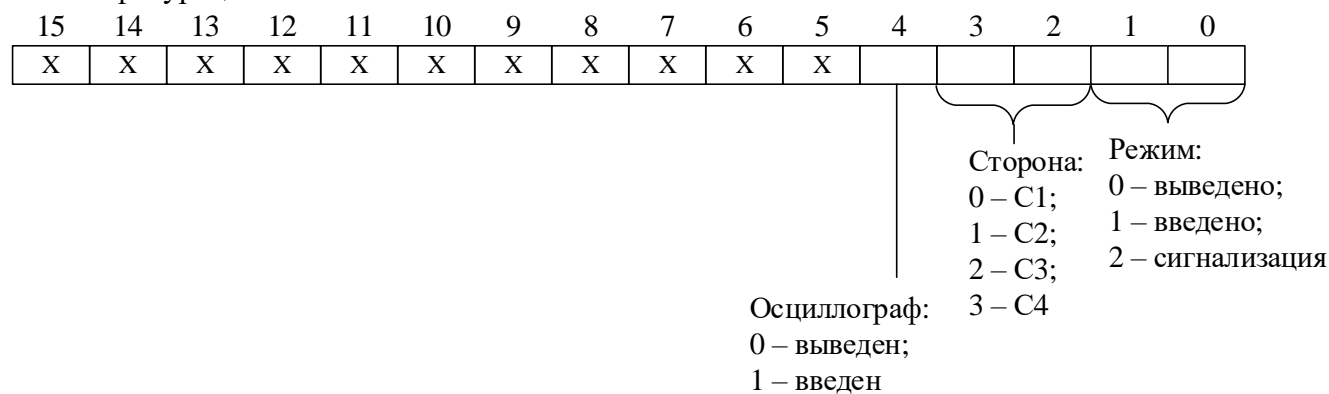 15 14 13 12 11 10 9 8 7 6 5 4 3 2 1 0
X X X X X X X X X X X
Сторона:
0 – С1;
1 – С2;
2 – С3;
3 – С4
Режим:
0 – выведено;
1 – введено;
2 – сигнализация
Осциллограф:
0 – выведен;
1 – введен